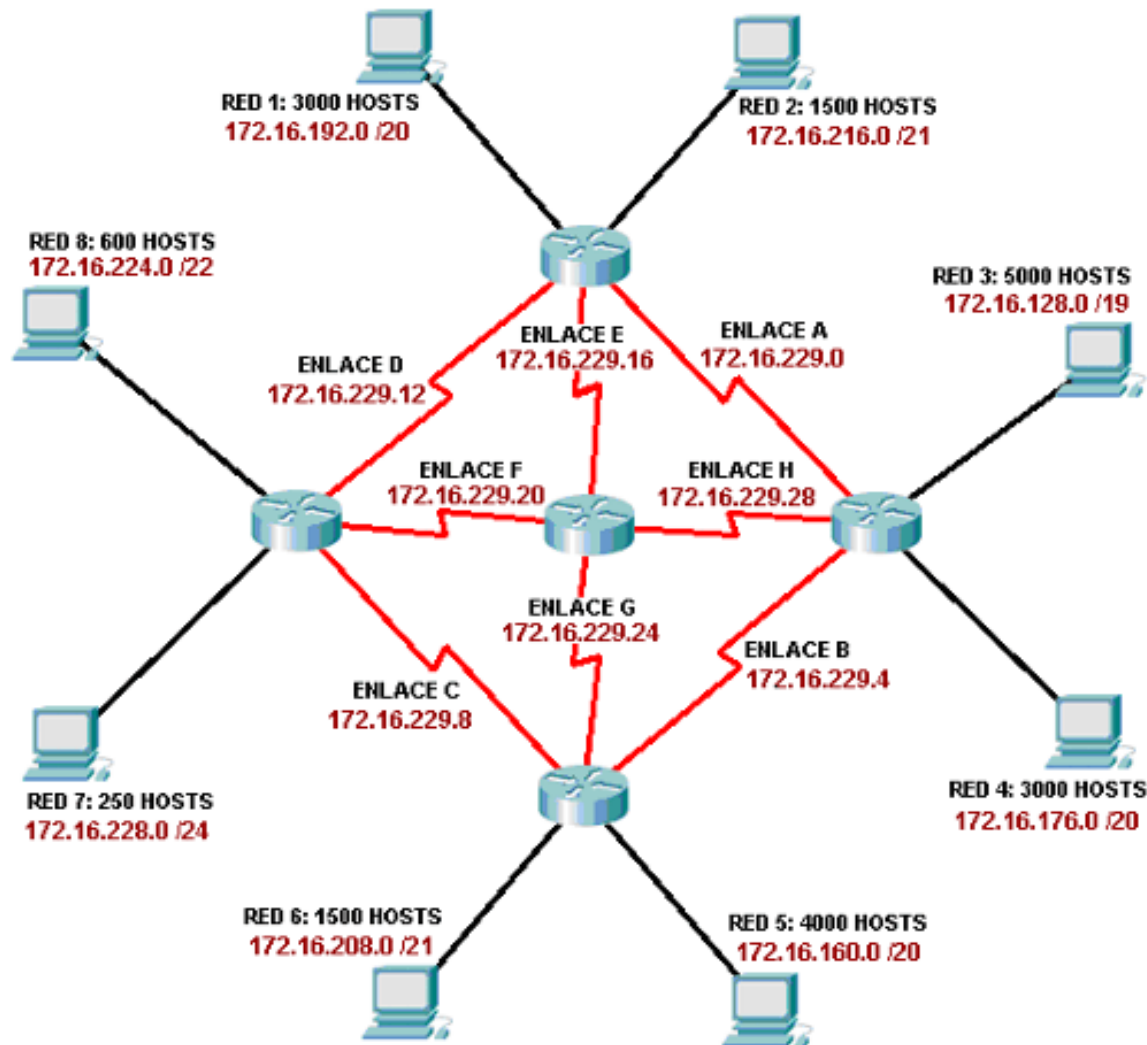 RED 1: 3000 HOSTS
172.16.192.0 /20
RED 2: 1500 HOSTS
172.16.216.0 /21
RED 8: 600 HOSTS
172.16.224.0 /22
RED 3: 5000 HOSTS
172.16.128.0 /19
ENLACE E
172.16.229.16
ENLACE A
172.16.229.0
ENLACE D
172.16.229.12
ENLACE F
172.16.229.20
ENLACE H
172.16.229.28
ENLACE G
172.16.229.24
ENLACE B
172.16.229.4
ENLACE C
172.16.229.8
RED 7: 250 HOSTS
172.16.228.0 /24
RED 4: 3000 HOSTS
172.16.176.0 /20
RED 6: 1500 HOSTS
172.16.208.0 /21
RED 5: 4000 HOSTS
172.16.160.0 /20